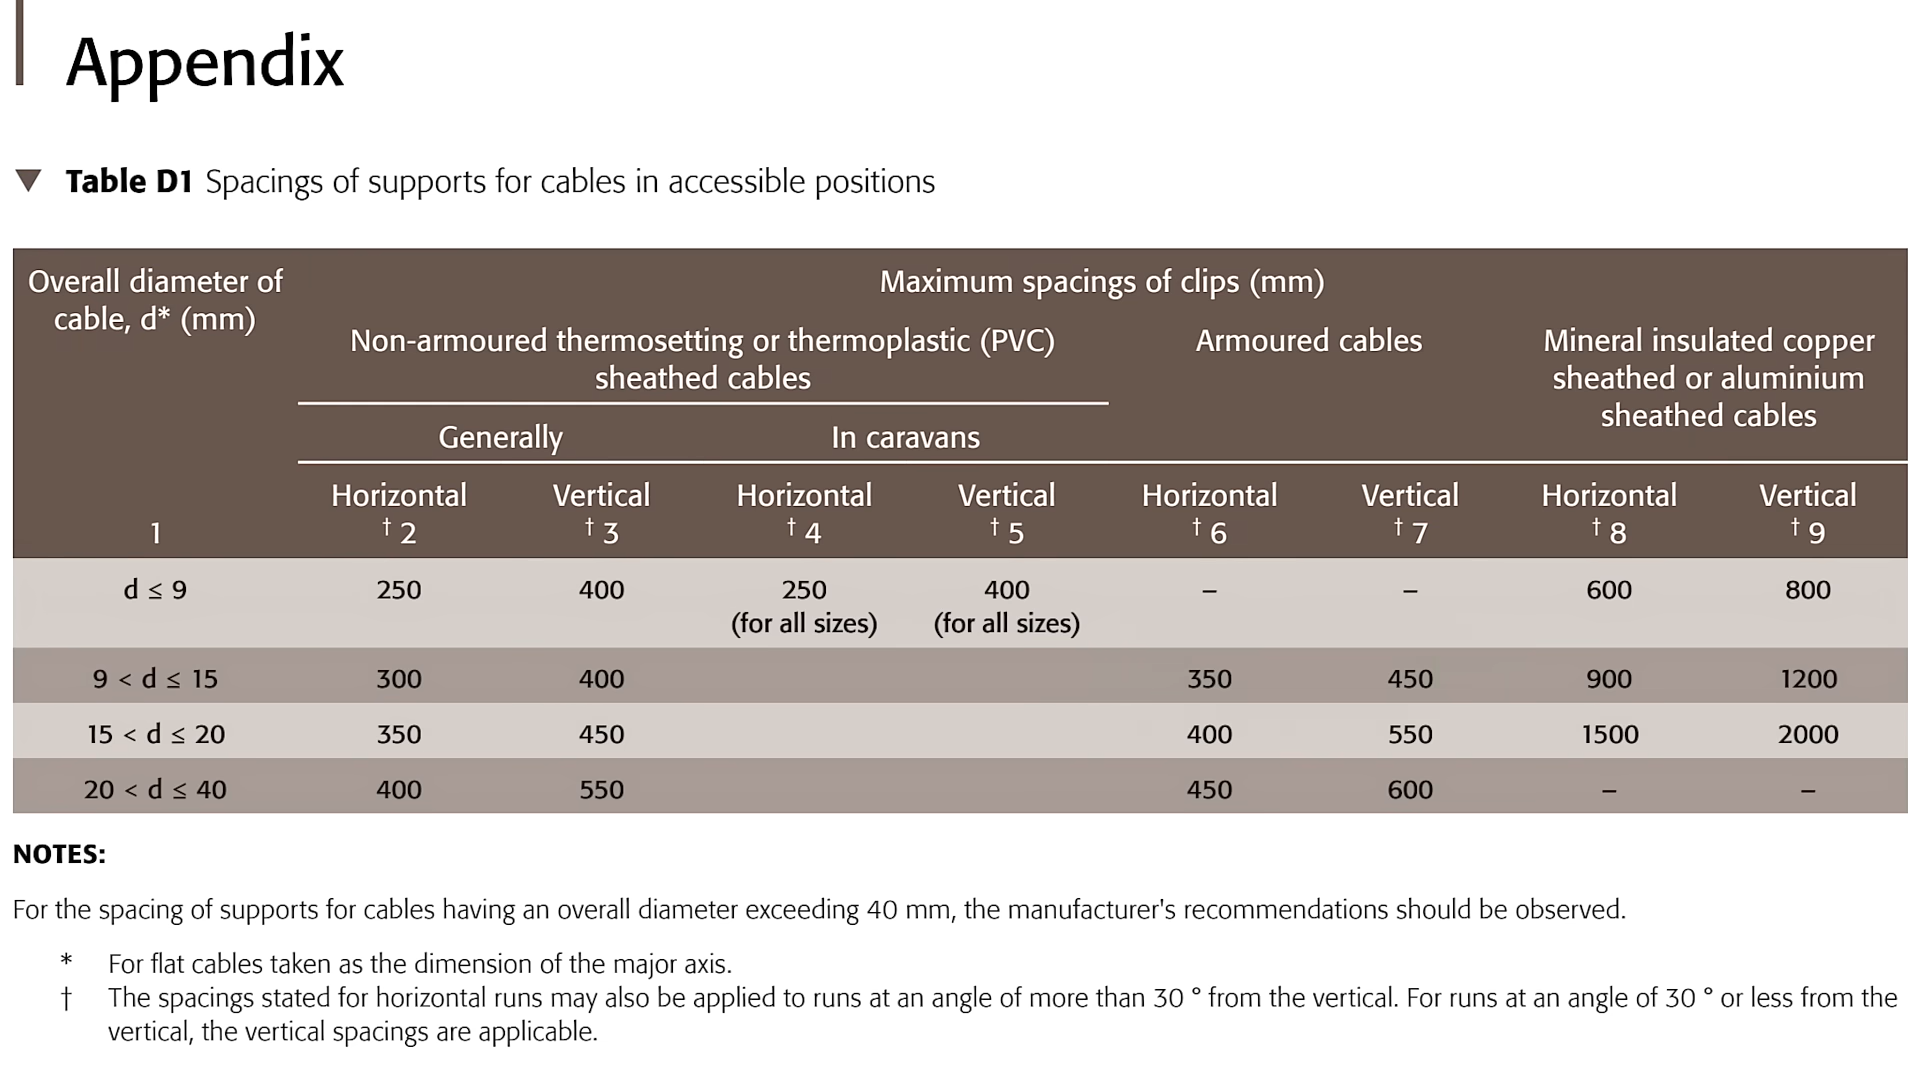 Appendix
▼ Table D1 Spacings of supports for cables in accessible positions
Overall diameter of
cable, d* (mm)
Maximum spacings of clips (mm)
Non-armoured thermosetting or thermoplastic (PVC)
sheathed cables
Armoured cables
Mineral insulated copper
sheathed or aluminium
sheathed cables
Generally In caravans
Horizontal Vertical Horizontal Vertical Horizontal Vertical Horizontal Vertical
1 † 2 † 3 † 4 † 5 † 6 † 7 † 8 † 9
d ≤ 9 250 400 250 400 – – 600 800
(for all sizes) (for all sizes)
9 < d ≤ 15 300 400 350 450 900 1200
15 < d ≤ 20 350 450 400 550 1500 2000
20 < d ≤ 40 400 550 450 600 – –
NOTES:
For the spacing of supports for cables having an overall diameter exceeding 40 mm, the manufacturer's recommendations should be observed.
* For flat cables taken as the dimension of the major axis.
† The spacings stated for horizontal runs may also be applied to runs at an angle of more than 30 ° from the vertical. For runs at an angle of 30 ° or less from the
vertical, the vertical spacings are applicable.